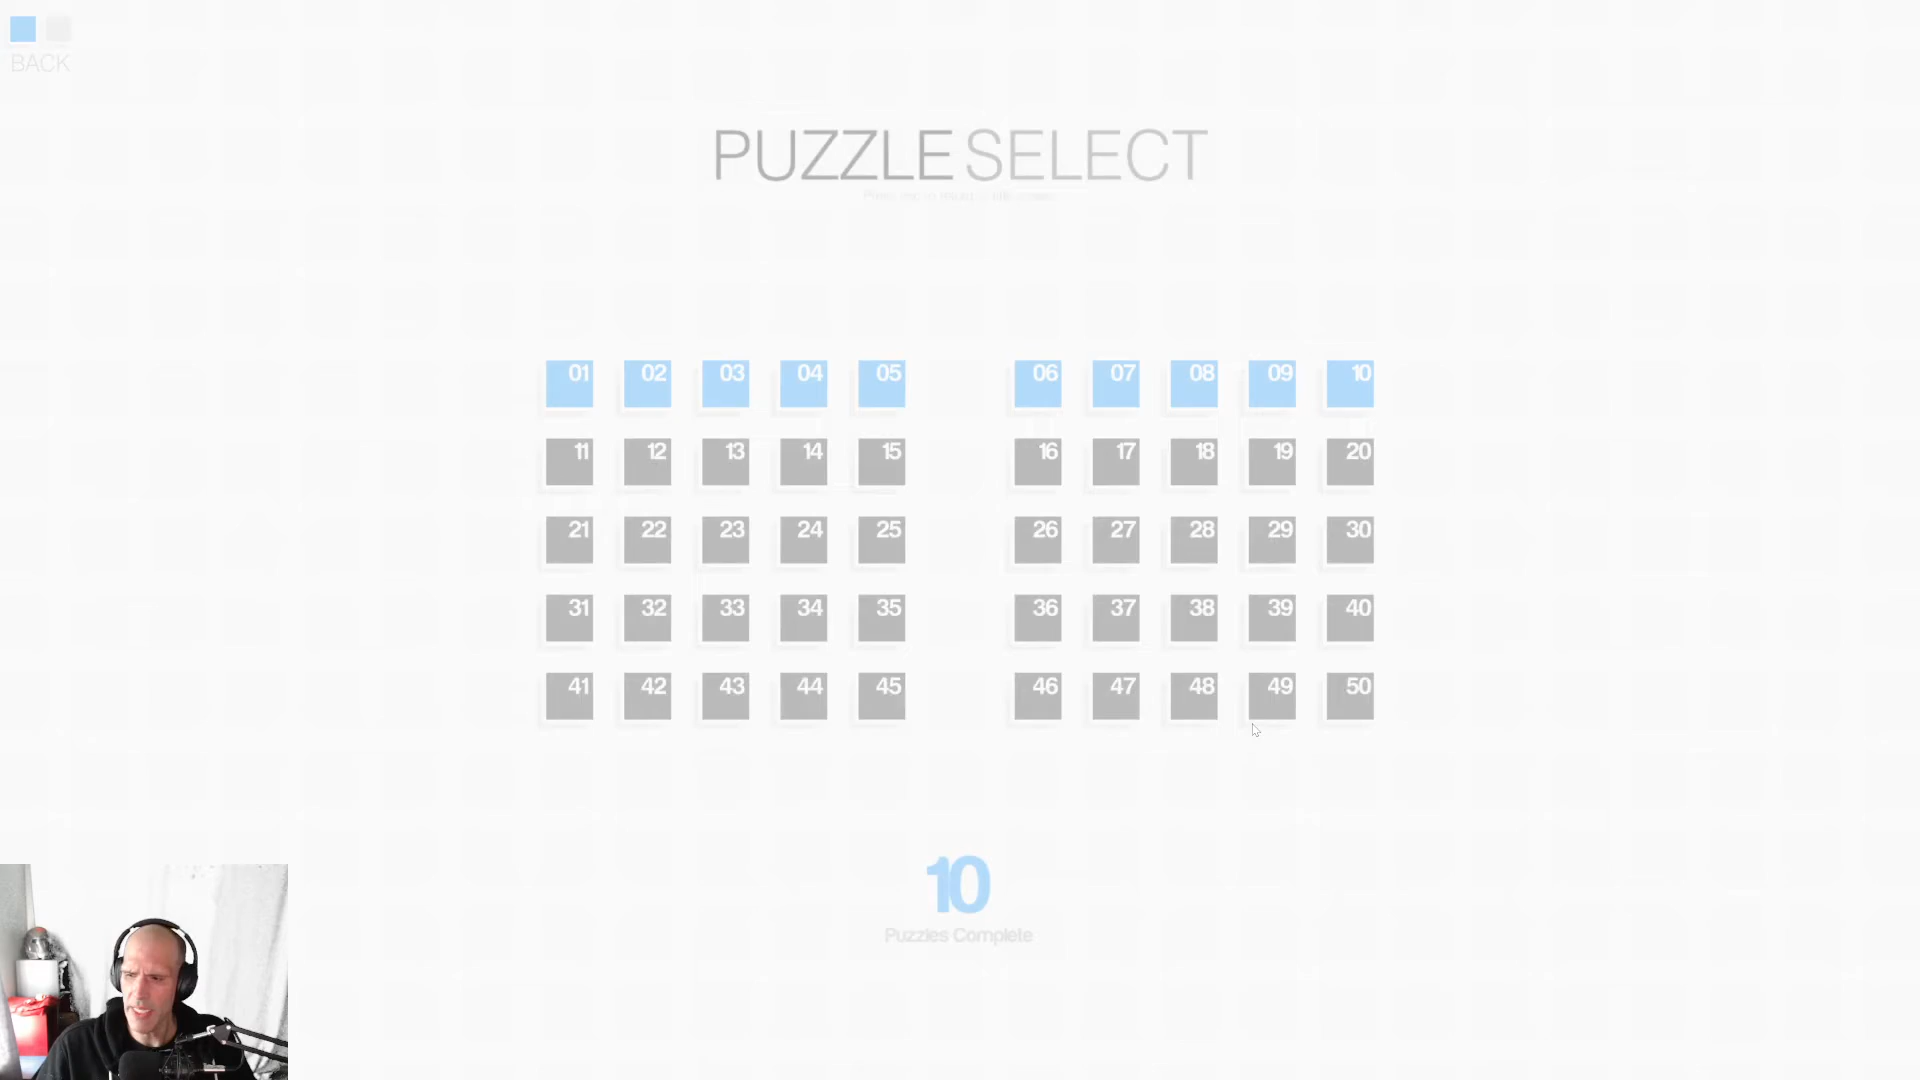 BACK
PUZZLE SELECT
01 02 03 04 05 06 07 08 09 10
11 12 13 14 15 16 17 18 19 20
21 22 23 24 25 26 27 28 29 30
31 32 33 34 35 36 37 38 39 40
41 42 43 44 45 46 47 48 49 50
10
Puzzles Complete